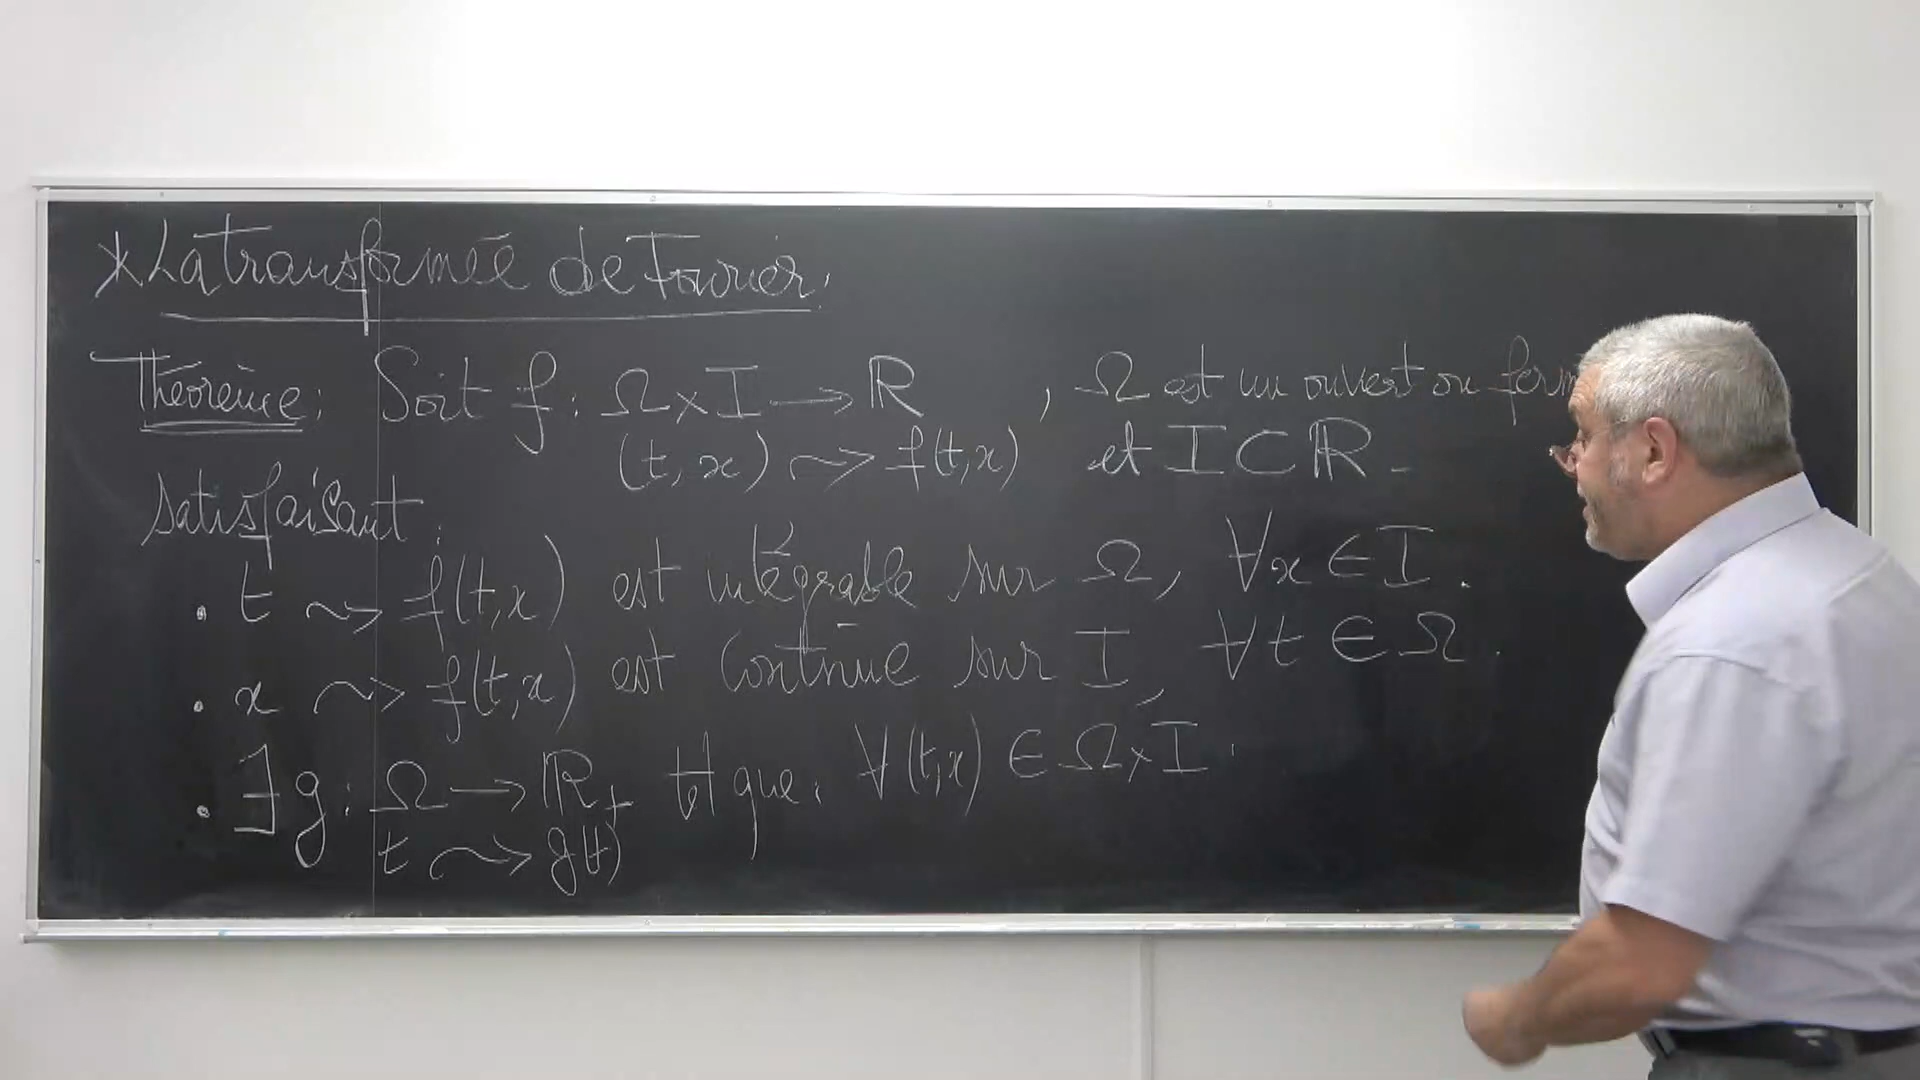 * La transformée de Fourier.
Théorème: Soit f: Ω x I → R , Ω est un ouvert ou ferm
(t, x) ⤳ f(t,x) et I ⊂ R.
satisfaisant:
. t ⤳ f(t,x) est intégrable sur Ω, ∀x ∈ I.
. x ⤳ f(t,x) est continue sur I, ∀t ∈ Ω.
. ∃ g: Ω → R+ tel que. ∀(t,x) ∈ Ω x I.
t ⤳ g(t)